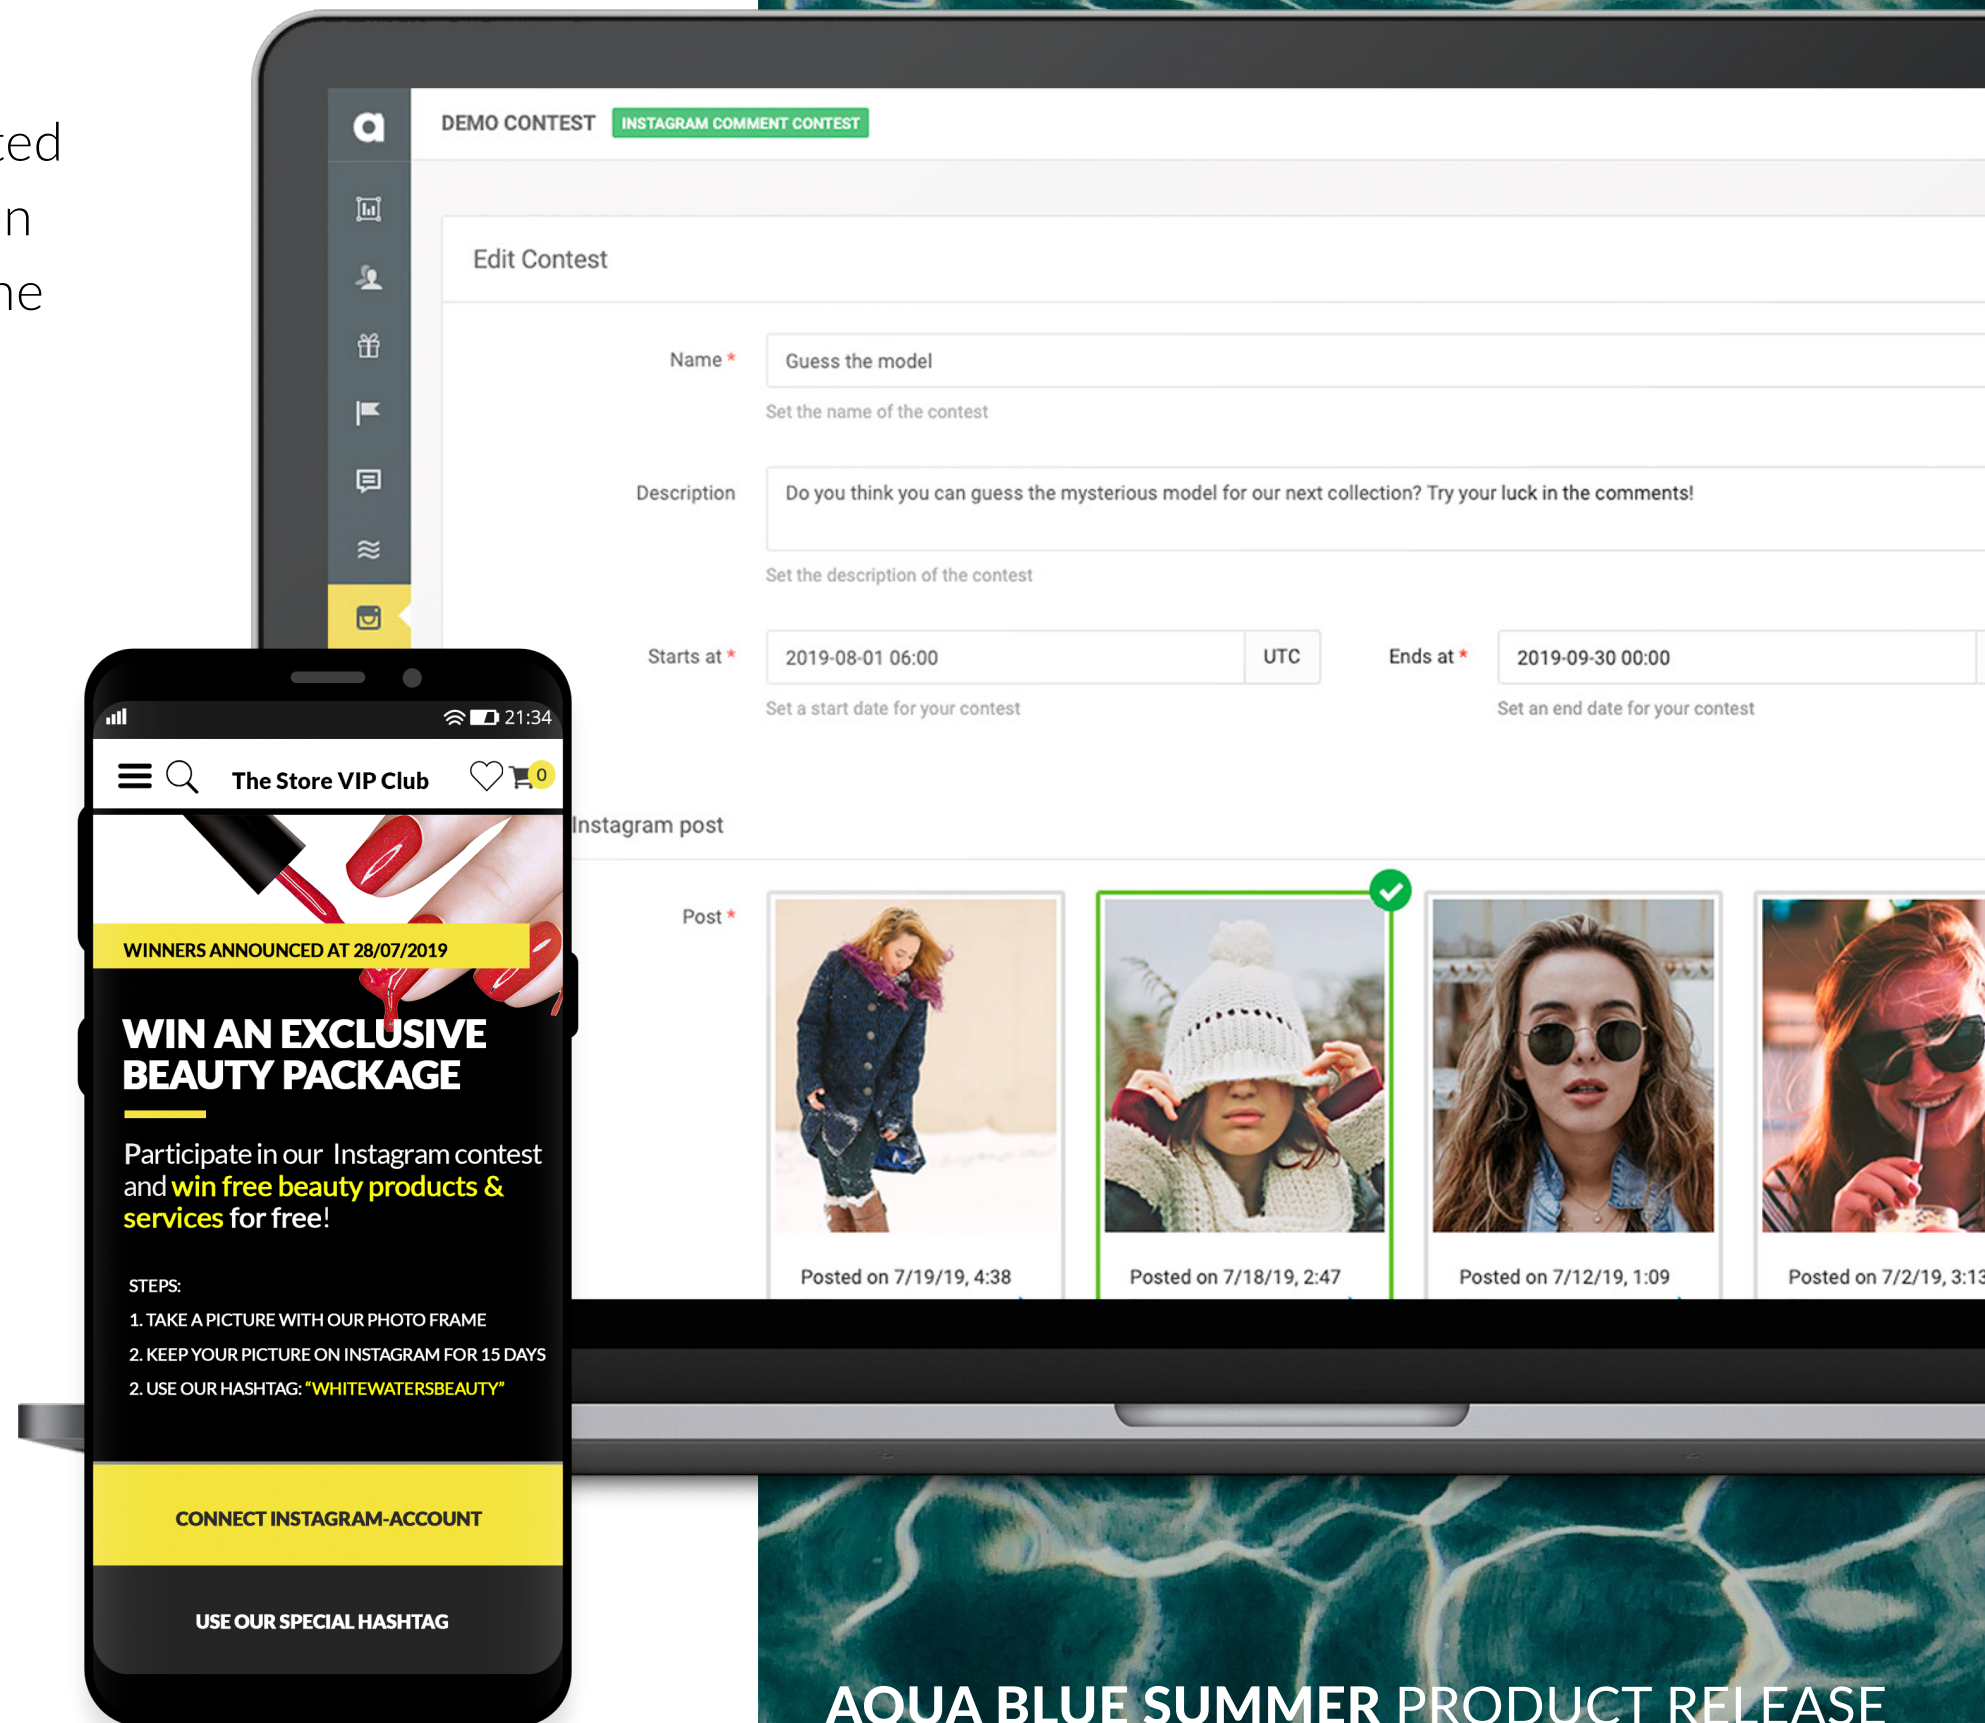 DEMO CONTEST INSTAGRAM COMMENT CONTEST
Edit Contest
Name * Guess the model
Set the name of the contest
Description Do you think you can guess the mysterious model for our next collection? Try your luck in the comments!
Set the description of the contest
Starts at * 2019-08-01 06:00 UTC Ends at * 2019-09-30 00:00
Set a start date for your contest Set an end date for your contest
Instagram post
Post *
Posted on 7/19/19, 4:38
Posted on 7/18/19, 2:47
Posted on 7/12/19, 1:09
Posted on 7/2/19, 3:13
21:34
The Store VIP Club 0
WINNERS ANNOUNCED AT 28/07/2019
WIN AN EXCLUSIVE
BEAUTY PACKAGE
Participate in our Instagram contest
and win free beauty products &
services for free!
STEPS:
1. TAKE A PICTURE WITH OUR PHOTO FRAME
2. KEEP YOUR PICTURE ON INSTAGRAM FOR 15 DAYS
2. USE OUR HASHTAG: “WHITEWATERSBEAUTY”
CONNECT INSTAGRAM-ACCOUNT
USE OUR SPECIAL HASHTAG
AQUA BLUE SUMMER PRODUCT RELEASE